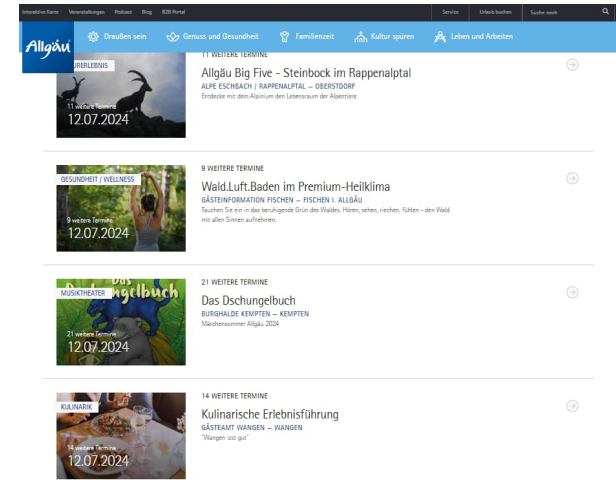 Interaktive Karte Veranstaltungen Podcast Blog B2B Portal Service Urlaub buchen Suche nach
Allgäu
Draußen sein Genuss und Gesundheit Familienzeit Kultur spüren Leben und Arbeiten
11 WEITERE TERMINE
URERLEBNIS
Allgäu Big Five - Steinbock im Rappenalptal
ALPE ESCHBACH / RAPPENALPTAL – OBERSTDORF
Entdecke mit dem Alpinium den Lebensraum der Alpentiere.
11 weitere Termine
12.07.2024
9 WEITERE TERMINE
GESUNDHEIT / WELLNESS
Wald.Luft.Baden im Premium-Heilklima
GÄSTEINFORMATION FISCHEN – FISCHEN I. ALLGÄU
Tauchen Sie ein in das beruhigende Grün des Waldes. Hören, sehen, riechen, fühlen - den Wald
mit allen Sinnen aufnehmen.
9 weitere Termine
12.07.2024
21 WEITERE TERMINE
Das
MUSIKTHEATER
ngelbuch
Das Dschungelbuch
BURGHALDE KEMPTEN – KEMPTEN
Märchensommer Allgäu 2024
21 weitere Termine
12.07.2024
14 WEITERE TERMINE
KULINARIK
Kulinarische Erlebnisführung
GÄSTEAMT WANGEN – WANGEN
"Wangen isst gut"
14 weitere Termine
12.07.2024